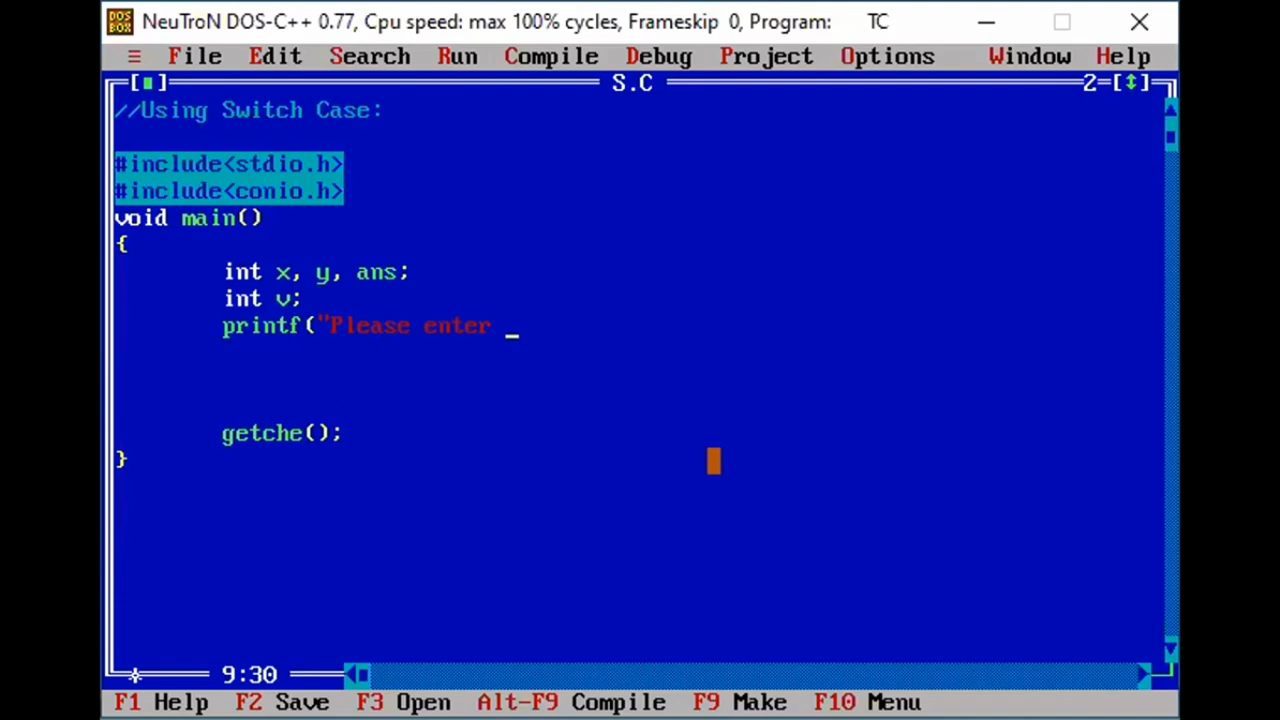 DOS BOX NeuTroN DOS-C++ 0.77, Cpu speed: max 100% cycles, Frameskip 0, Program: TC
≡ File Edit Search Run Compile Debug Project Options Window Help
S.C 2
//Using Switch Case:
#include<stdio.h>
#include<conio.h>
void main()
{
int x, y, ans;
int v;
printf("Please enter _
getche();
}
9:30
F1 Help F2 Save F3 Open Alt-F9 Compile F9 Make F10 Menu